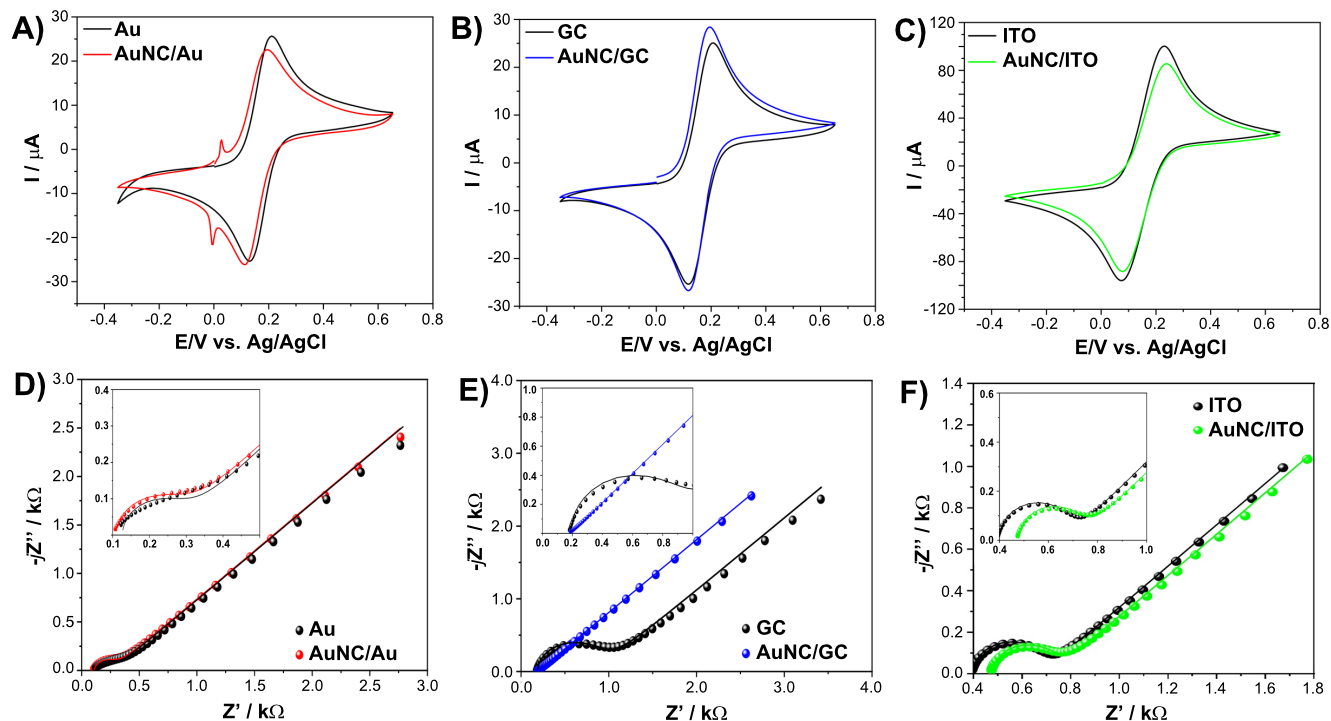 A)
Au
AuNC/Au
30
20
10
0
-10
-20
-30
I / μA
-0.4 -0.2 0.0 0.2 0.4 0.6 0.8
E/V vs. Ag/AgCl
B)
GC
AuNC/GC
30
20
10
0
-10
-20
-30
I / μA
-0.4 -0.2 0.0 0.2 0.4 0.6 0.8
E/V vs. Ag/AgCl
C)
ITO
AuNC/ITO
120
80
40
0
-40
-80
-120
I / μA
-0.4 -0.2 0.0 0.2 0.4 0.6 0.8
E/V vs. Ag/AgCl
D)
3.0
2.5
2.0
1.5
1.0
0.5
0.0
-jZ'' / kΩ
0.4
0.3
0.2
0.1
0.0
0.1 0.2 0.3 0.4 0.5
Au
AuNC/Au
0.0 0.5 1.0 1.5 2.0 2.5 3.0
Z' / kΩ
E)
4.0
3.0
2.0
1.0
0.0
-jZ'' / kΩ
1.0
0.8
0.6
0.4
0.2
0.0
0.0 0.2 0.4 0.6 0.8
GC
AuNC/GC
0.0 1.0 2.0 3.0 4.0
Z' / kΩ
F)
1.4
1.2
1.0
0.8
0.6
0.4
0.2
0.0
-jZ'' / kΩ
0.6
0.4
0.2
0.0
0.4 0.6 0.8 1.0
ITO
AuNC/ITO
0.4 0.6 0.8 1.0 1.2 1.4 1.6 1.8
Z' / kΩ